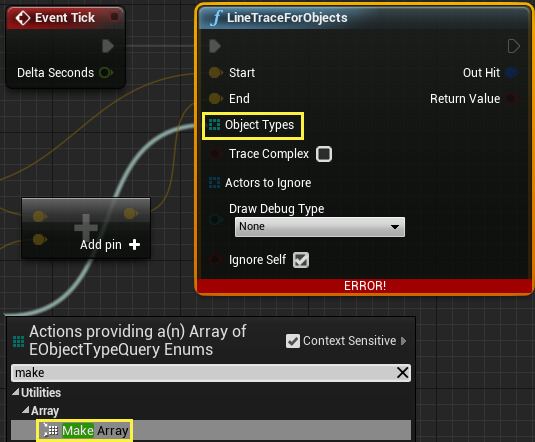 Event Tick
Delta Seconds
LineTraceForObjects
Start
Out Hit
End
Return Value
Object Types
Trace Complex
Actors to Ignore
Draw Debug Type
None
Ignore Self
ERROR!
Add pin
Actions providing a(n) Array of
EObjectTypeQuery Enums
Context Sensitive
make
Utilities
Array
Make Array